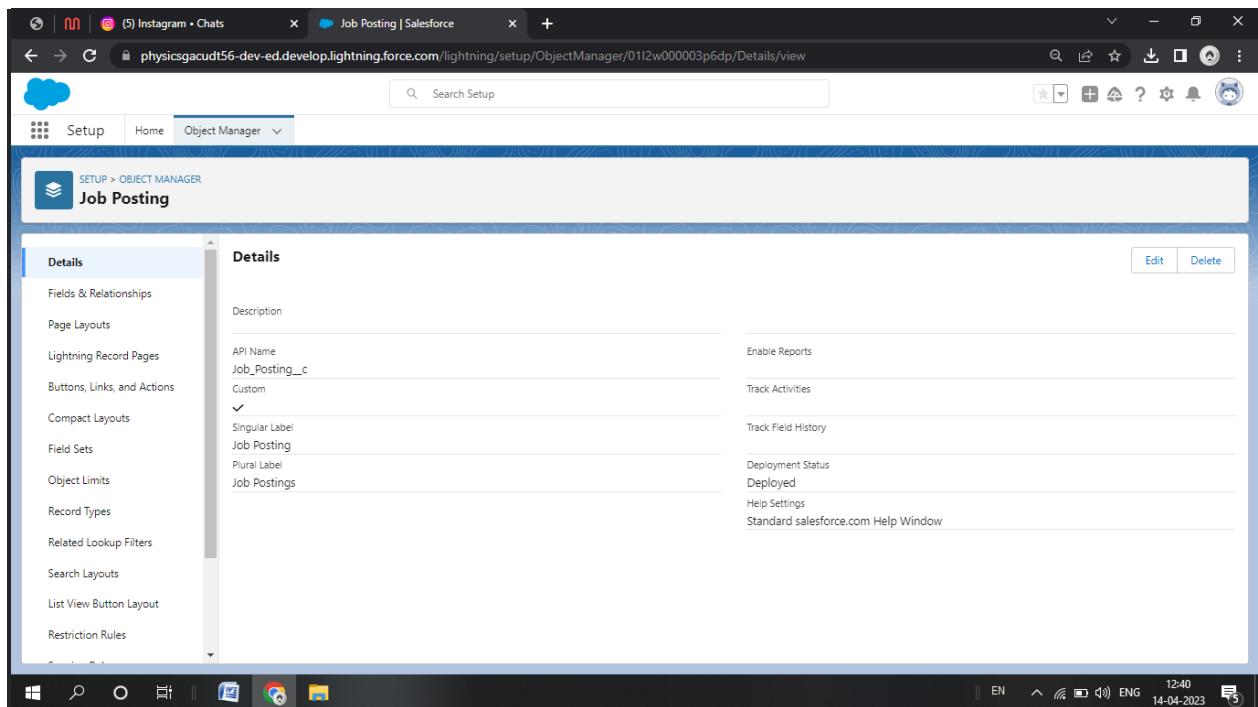 (5) Instagram • Chats
Job Posting | Salesforce
physicsgacudt56-dev-ed.develop.lightning.force.com/lightning/setup/ObjectManager/01I2w000003p6dp/Details/view
Search Setup
Setup
Home
Object Manager
SETUP > OBJECT MANAGER
Job Posting
Details
Fields & Relationships
Page Layouts
Lightning Record Pages
Buttons, Links, and Actions
Compact Layouts
Field Sets
Object Limits
Record Types
Related Lookup Filters
Search Layouts
List View Button Layout
Restriction Rules
Details
Edit
Delete
Description
API Name
Job_Posting__c
Custom
Singular Label
Job Posting
Plural Label
Job Postings
Enable Reports
Track Activities
Track Field History
Deployment Status
Deployed
Help Settings
Standard salesforce.com Help Window
EN
ENG
12:40
14-04-2023
5